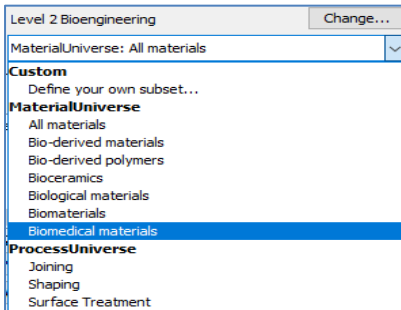 Level 2 Bioengineering Change...
MaterialUniverse: All materials
Custom
Define your own subset...
MaterialUniverse
All materials
Bio-derived materials
Bio-derived polymers
Bioceramics
Biological materials
Biomaterials
Biomedical materials
ProcessUniverse
Joining
Shaping
Surface Treatment